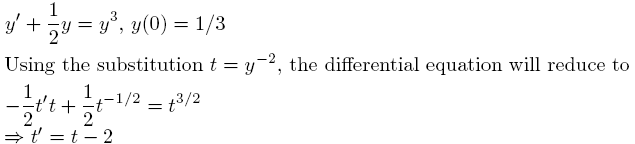 y′ + 1/2 y = y³, y(0) = 1/3
Using the substitution t = y⁻², the differential equation will reduce to
−1/2 t′t + 1/2 t^{−1/2} = t^{3/2}
⇒ t′ = t − 2